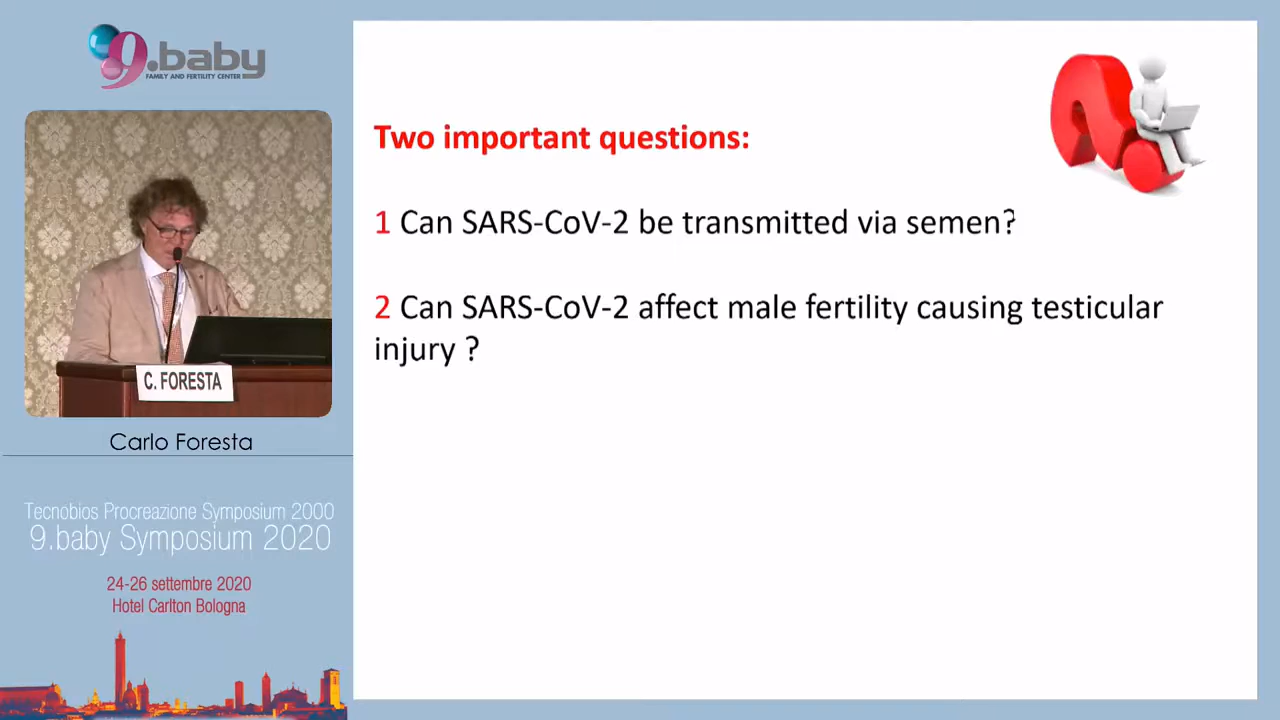 9.baby
FAMILY AND FERTILITY CENTER
C. FORESTA
Carlo Foresta
Tecnobios Procreazione Symposium 2000
9.baby Symposium 2020
24-26 settembre 2020
Hotel Carlton Bologna
Two important questions:
1 Can SARS-CoV-2 be transmitted via semen?
2 Can SARS-CoV-2 affect male fertility causing testicular
injury ?